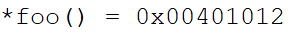 *foo() = 0x00401012